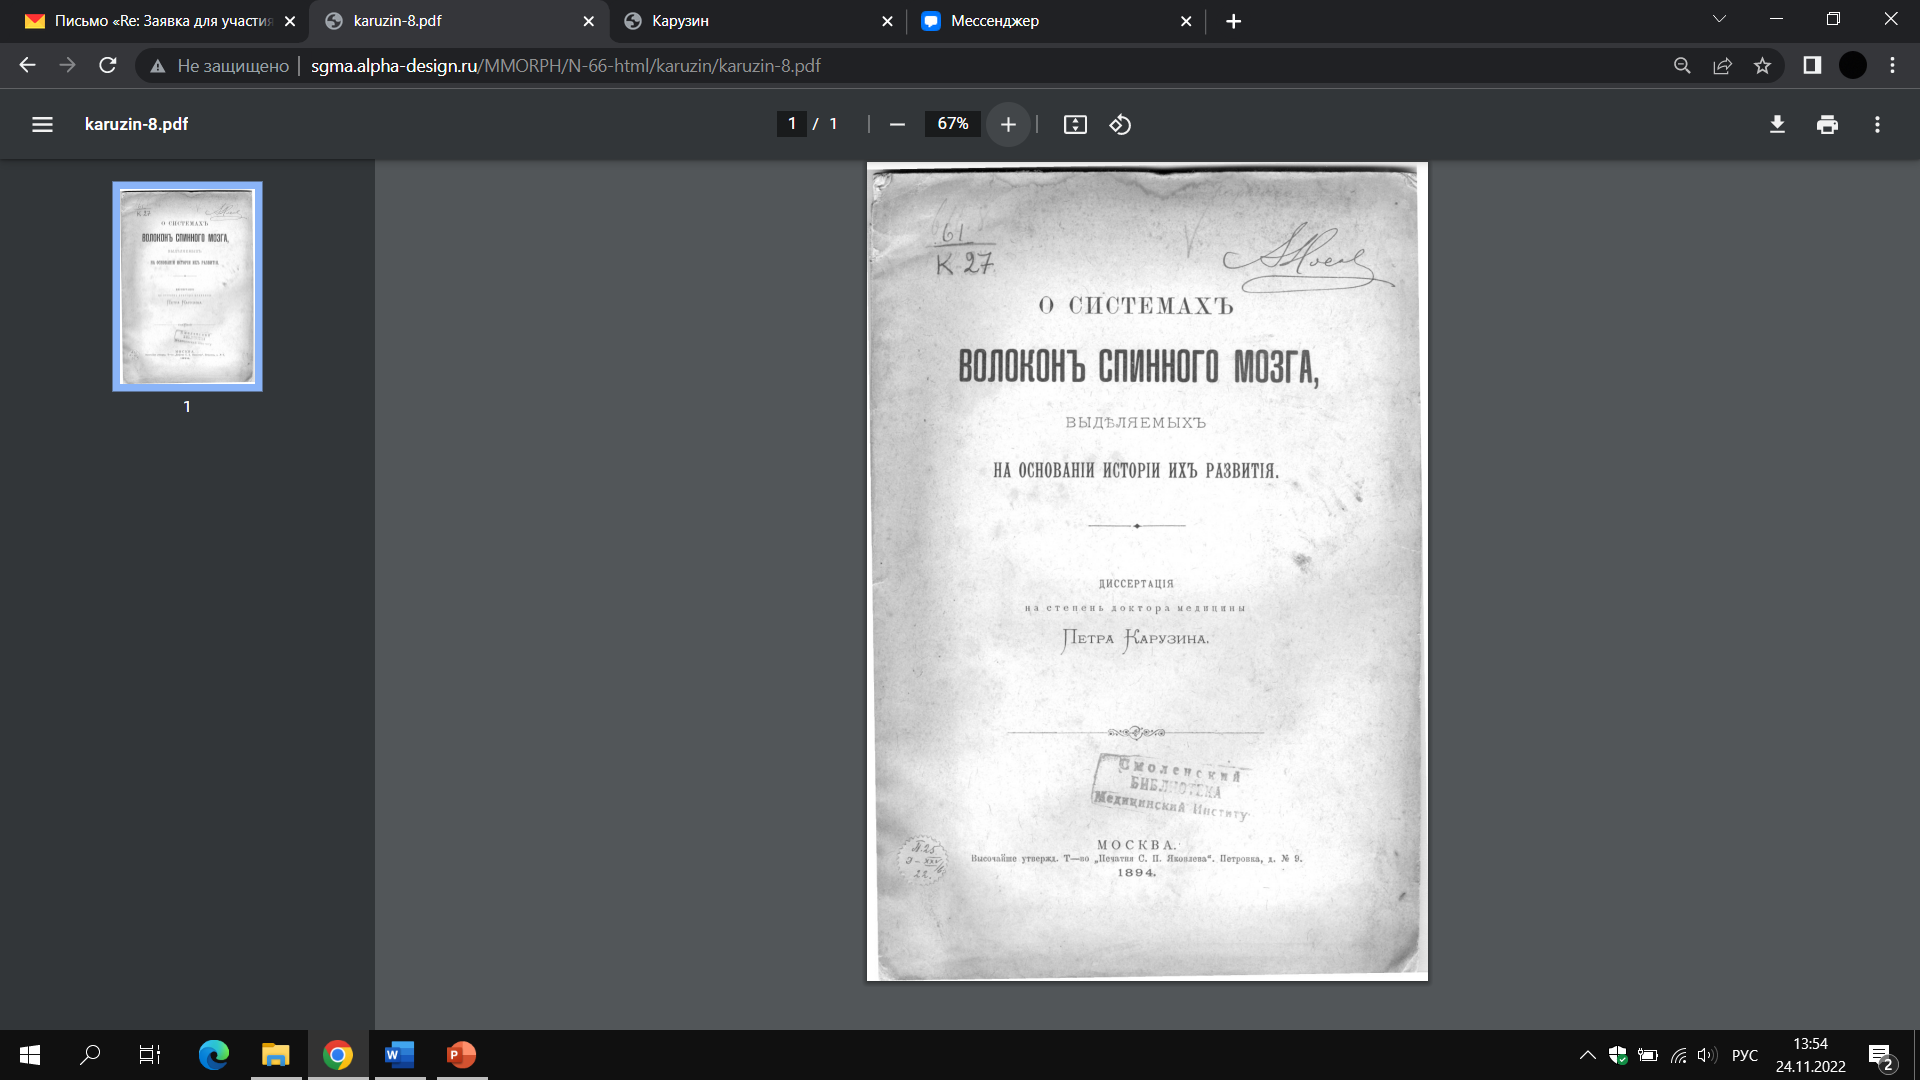 Письмо «Re: Заявка для участия
karuzin-8.pdf
Карузин
Мессенджер
Не защищено
sgma.alpha-design.ru/MMORPH/N-66-html/karuzin/karuzin-8.pdf
karuzin-8.pdf
1 / 1
67%
1
61
К 27
О СИСТЕМАХЪ
ВОЛОКОНЪ СПИННОГО МОЗГА,
ВЫДѢЛЯЕМЫХЪ
НА ОСНОВАНІИ ИСТОРІИ ИХЪ РАЗВИТІЯ.
ДИССЕРТАЦІЯ
на степень доктора медицины
ПЕТРА КАРУЗИНА.
Смоленский
БИБЛИОТЕКА
Медицинский Институ
МОСКВА.
Высочайше утвержд. Т—во „Печатня С. П. Яковлева“. Петровка, д. № 9.
1894.
РУС
13:54
24.11.2022
2